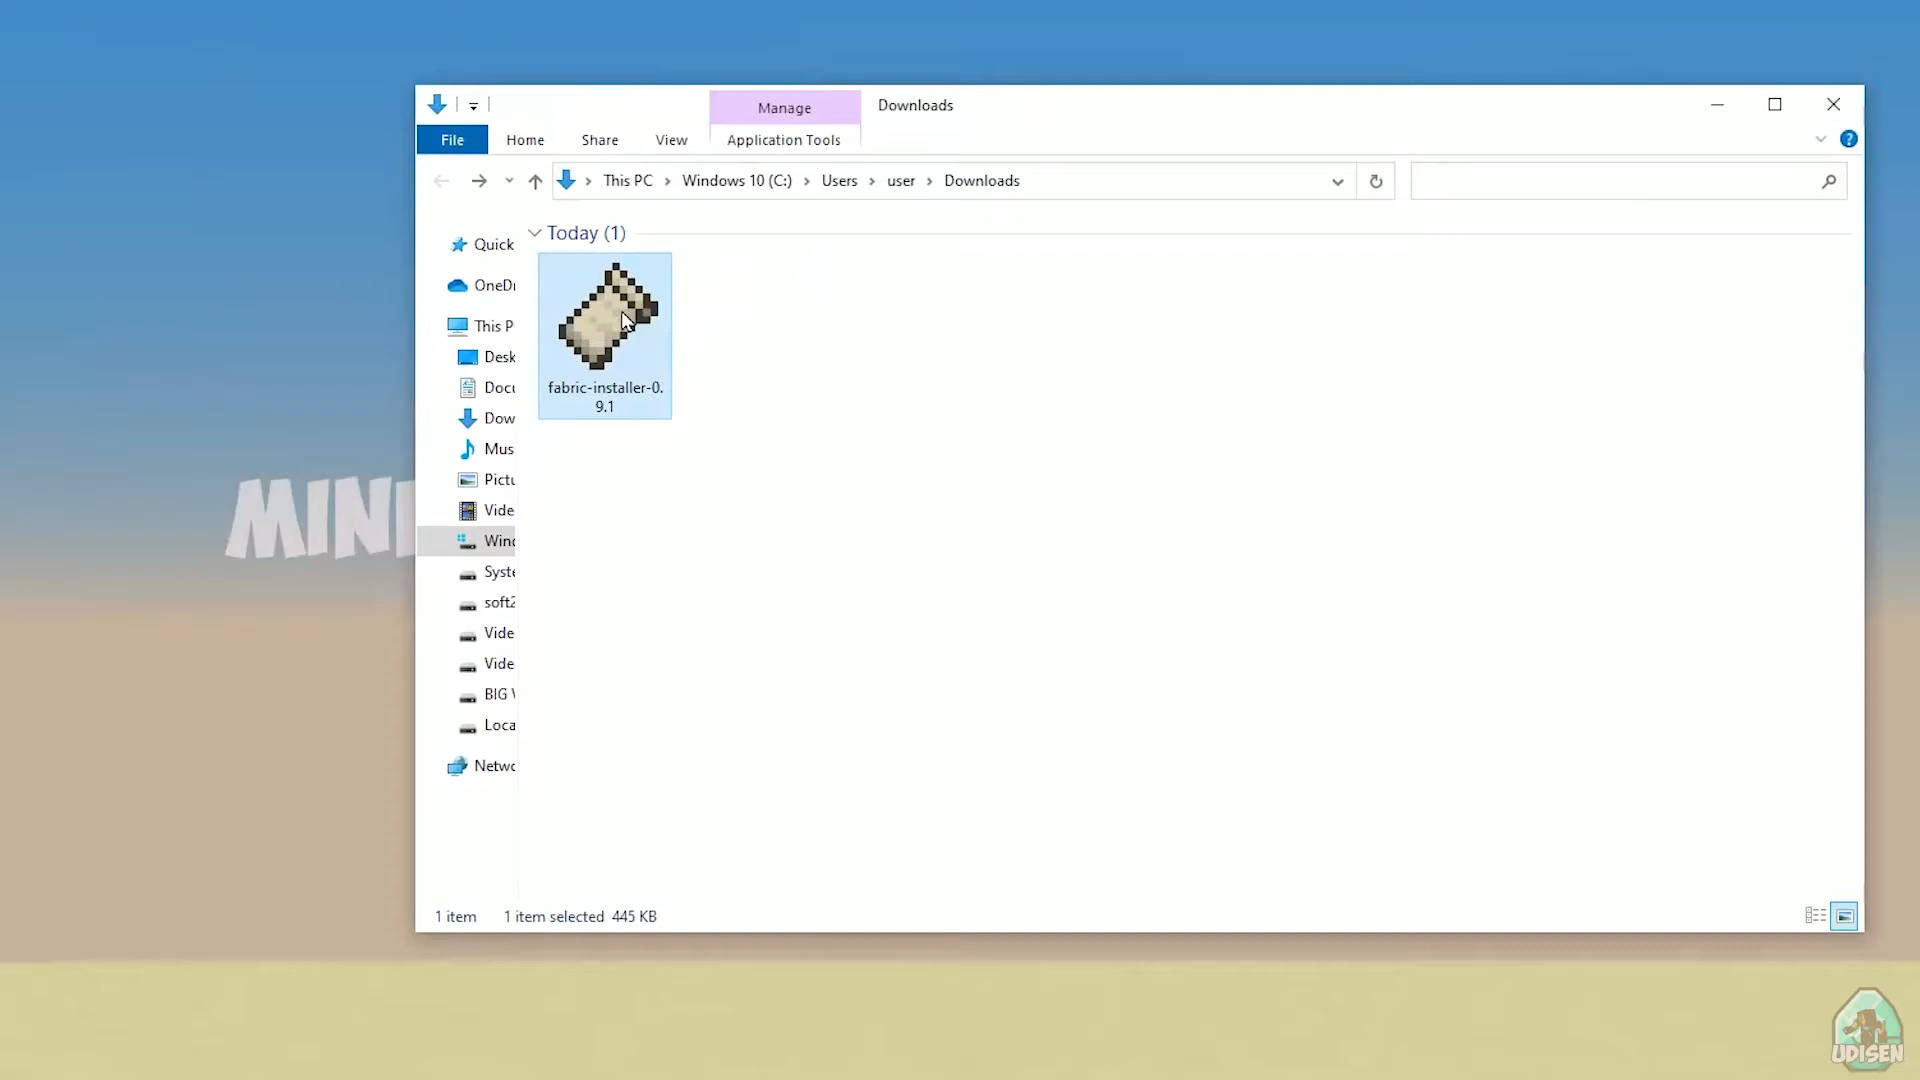 Manage
Downloads
File
Home
Share
View
Application Tools
This PC
Windows 10 (C:)
Users
user
Downloads
Today (1)
Quick
OneDr
This P
Desk
Docu
Dow
Mus
Pictu
Vide
Wind
Syste
soft2
Vide
Vide
BIG
Loca
Netwo
fabric-installer-0.
9.1
MINE
1 item
1 item selected 445 KB
UDISEN